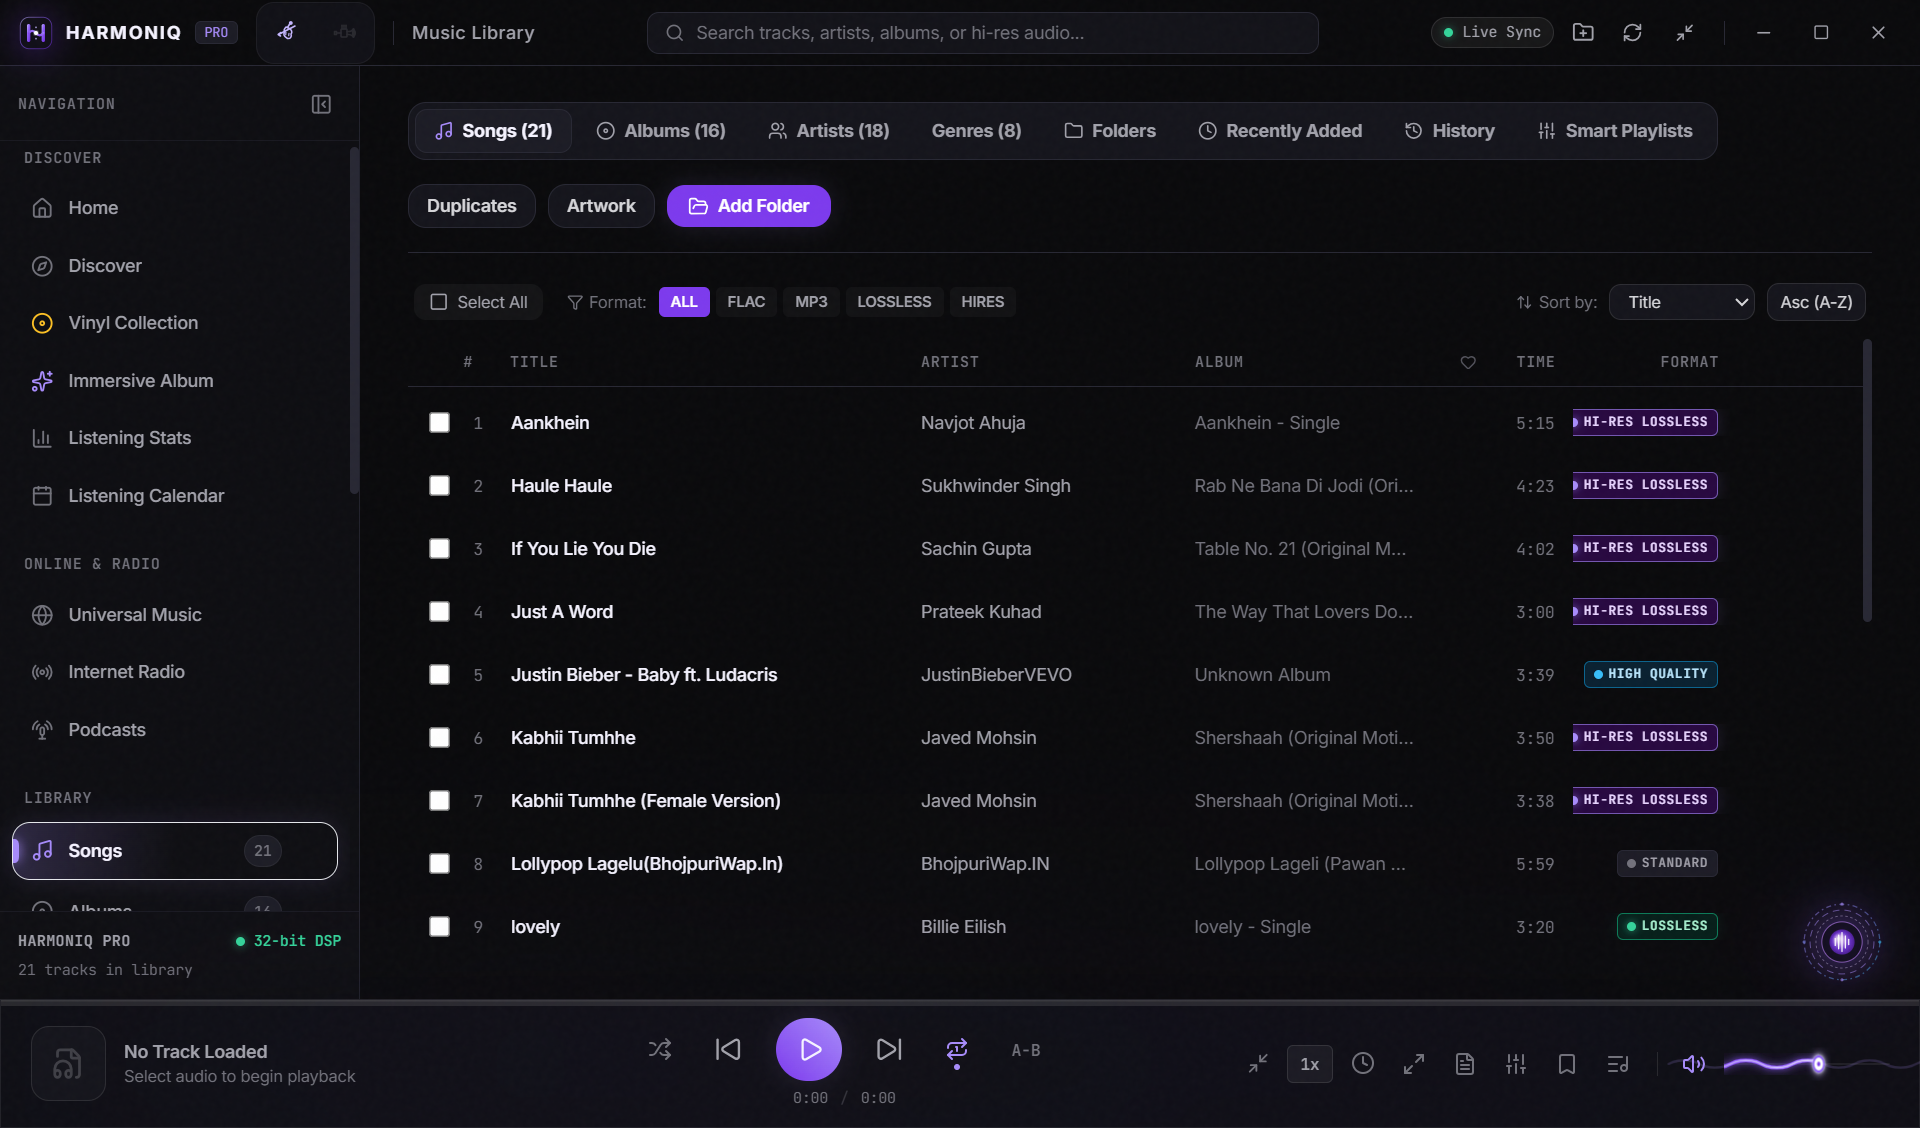 HARMONIQ PRO
Music Library
Search tracks, artists, albums, or hi-res audio...
Live Sync
NAVIGATION
DISCOVER
Home
Discover
Vinyl Collection
Immersive Album
Listening Stats
Listening Calendar
ONLINE & RADIO
Universal Music
Internet Radio
Podcasts
LIBRARY
Songs 21
Albums 16
HARMONIQ PRO 32-bit DSP
21 tracks in library
Songs (21) Albums (16) Artists (18) Genres (8) Folders Recently Added History Smart Playlists
Duplicates Artwork Add Folder
Select All Format: ALL FLAC MP3 LOSSLESS HIRES Sort by: Title Asc (A-Z)
# TITLE ARTIST ALBUM TIME FORMAT
1 Aankhein Navjot Ahuja Aankhein - Single 5:15 HI-RES LOSSLESS
2 Haule Haule Sukhwinder Singh Rab Ne Bana Di Jodi (Ori... 4:23 HI-RES LOSSLESS
3 If You Lie You Die Sachin Gupta Table No. 21 (Original M... 4:02 HI-RES LOSSLESS
4 Just A Word Prateek Kuhad The Way That Lovers Do... 3:00 HI-RES LOSSLESS
5 Justin Bieber - Baby ft. Ludacris JustinBieberVEVO Unknown Album 3:39 HIGH QUALITY
6 Kabhii Tumhhe Javed Mohsin Shershaah (Original Moti... 3:50 HI-RES LOSSLESS
7 Kabhii Tumhhe (Female Version) Javed Mohsin Shershaah (Original Moti... 3:38 HI-RES LOSSLESS
8 Lollypop Lagelu(BhojpuriWap.In) BhojpuriWap.IN Lollypop Lageli (Pawan ... 5:59 STANDARD
9 lovely Billie Eilish lovely - Single 3:20 LOSSLESS
No Track Loaded
Select audio to begin playback
A-B
0:00 / 0:00
1x